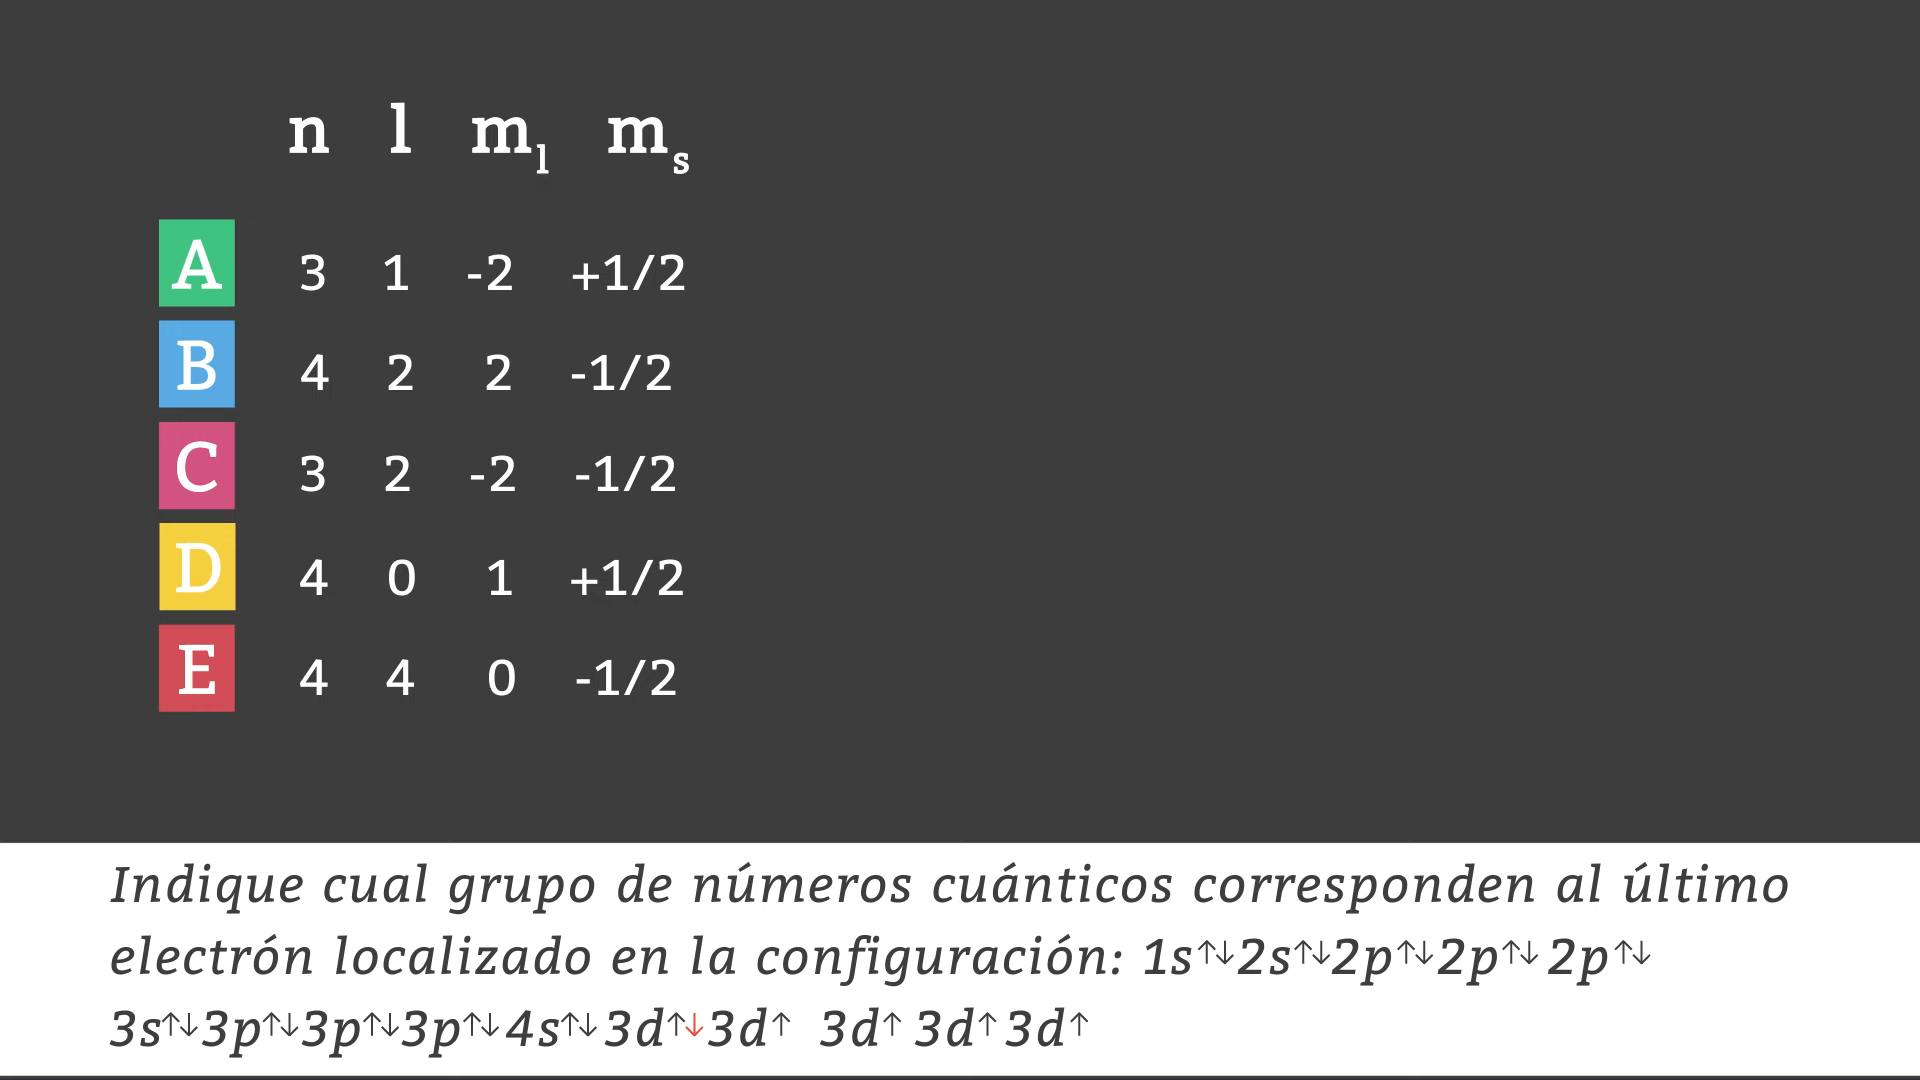 n l mₗ mₛ
A 3 1 -2 +1/2
B 4 2 2 -1/2
C 3 2 -2 -1/2
D 4 0 1 +1/2
E 4 4 0 -1/2
Indique cual grupo de números cuánticos corresponden al último
electrón localizado en la configuración: 1s↑↓2s↑↓2p↑↓2p↑↓ 2p↑↓
3s↑↓3p↑↓3p↑↓3p↑↓4s↑↓ 3d↑↓3d↑ 3d↑ 3d↑ 3d↑